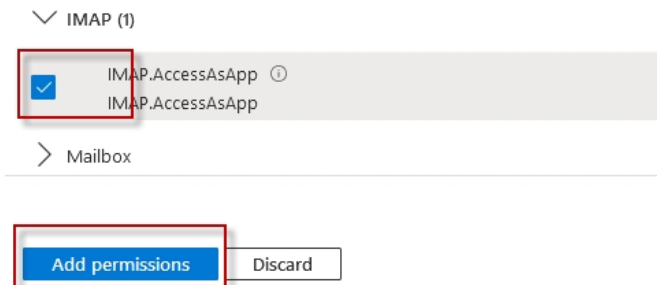 IMAP (1)
IMAP.AccessAsApp
IMAP.AccessAsApp
Mailbox
Add permissions Discard